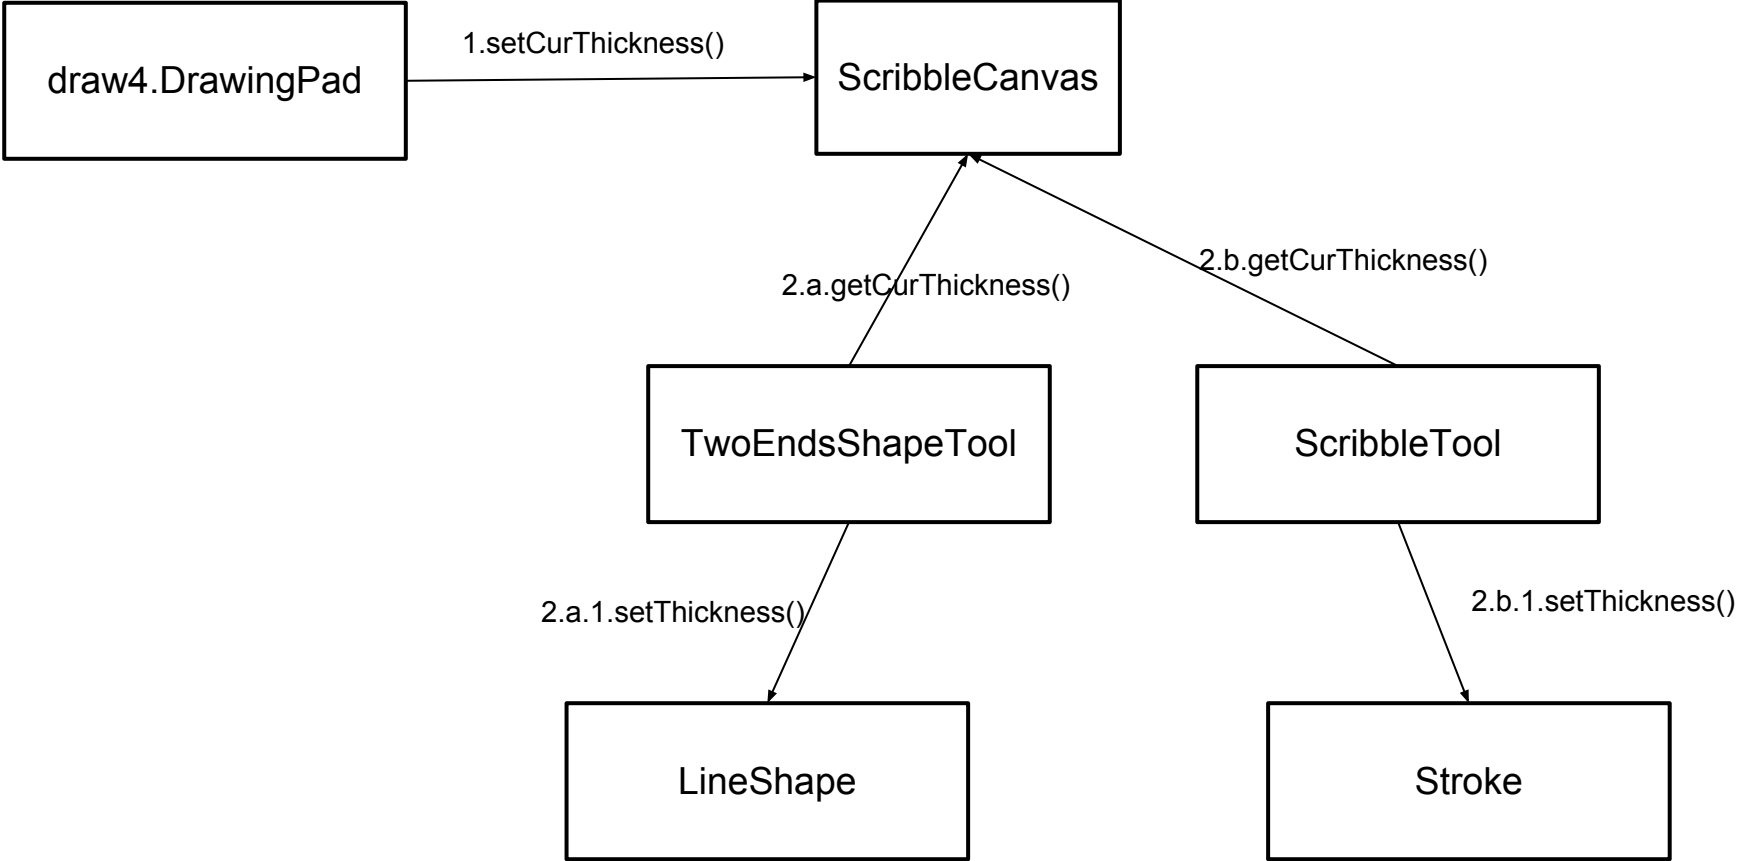 1.setCurThickness()
draw4.DrawingPad
ScribbleCanvas
2.b.getCurThickness()
2.a.getCurThickness()
TwoEndsShapeTool
ScribbleTool
2.a.1.setThickness()
2.b.1.setThickness()
LineShape
Stroke